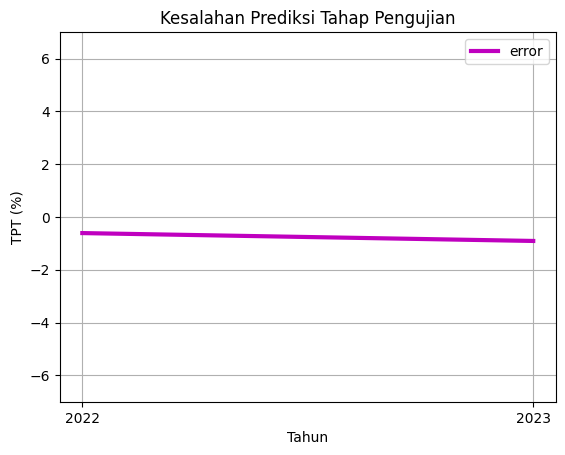 Kesalahan Prediksi Tahap Pengujian
error
6
4
2
0
−2
−4
−6
TPT (%)
2022
2023
Tahun